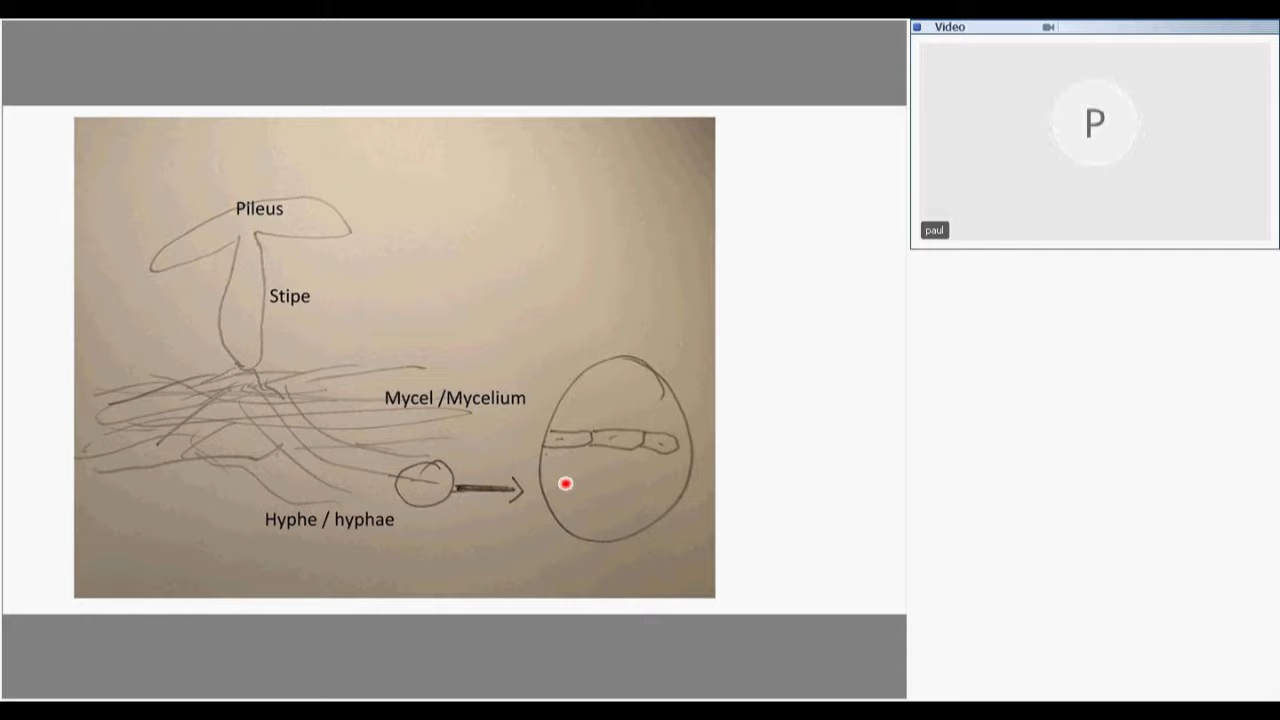 Video
P
paul
Pileus
Stipe
Mycel /Mycelium
Hyphe / hyphae